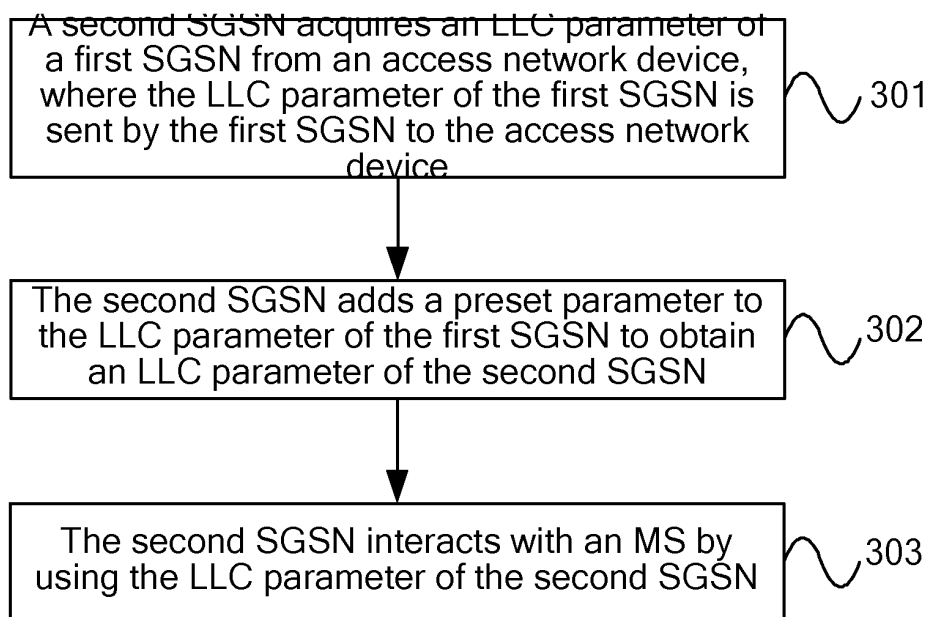 A second SGSN acquires an LLC parameter of
a first SGSN from an access network device,
where the LLC parameter of the first SGSN is
sent by the first SGSN to the access network
device
301
The second SGSN adds a preset parameter to
the LLC parameter of the first SGSN to obtain
an LLC parameter of the second SGSN
302
The second SGSN interacts with an MS by
using the LLC parameter of the second SGSN
303